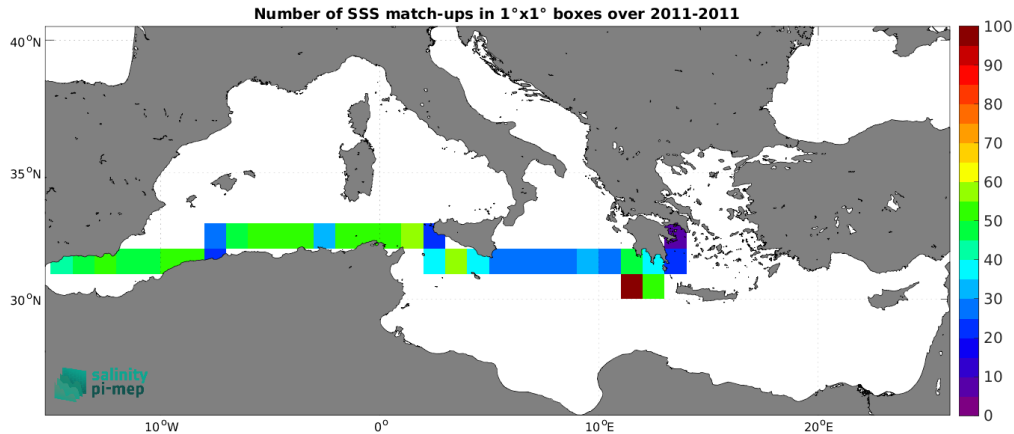 Number of SSS match-ups in 1°x1° boxes over 2011-2011
40°N
35°N
30°N
10°W
0°
10°E
20°E
100
90
80
70
60
50
40
30
20
10
0
salinity
pi-mep